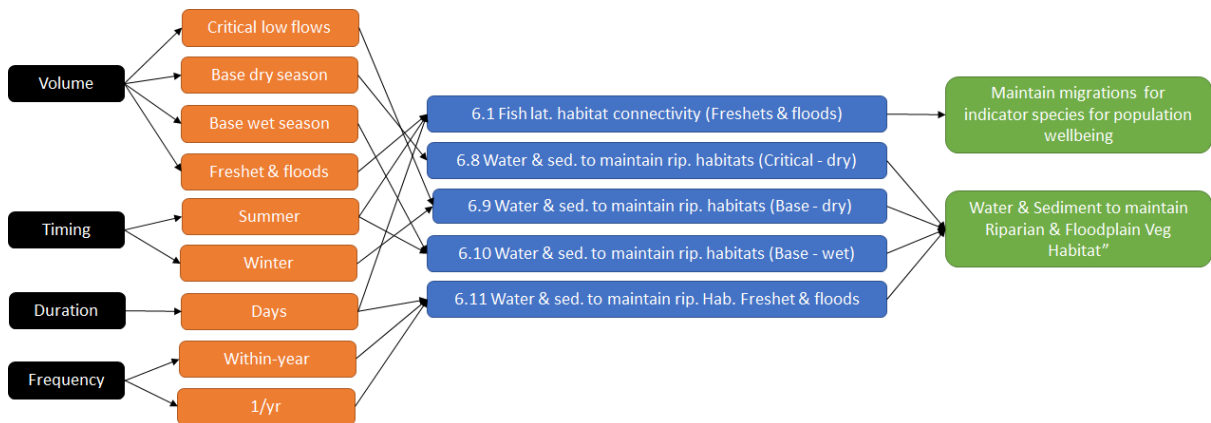 Volume
Timing
Duration
Frequency
Critical low flows
Base dry season
Base wet season
Freshet & floods
Summer
Winter
Days
Within-year
1/yr
6.1 Fish lat. habitat connectivity (Freshets & floods)
6.8 Water & sed. to maintain rip. habitats (Critical - dry)
6.9 Water & sed. to maintain rip. habitats (Base - dry)
6.10 Water & sed. to maintain rip. habitats (Base - wet)
6.11 Water & sed. to maintain rip. Hab. Freshet & floods
Maintain migrations for
indicator species for population
wellbeing
Water & Sediment to maintain
Riparian & Floodplain Veg
Habitat”